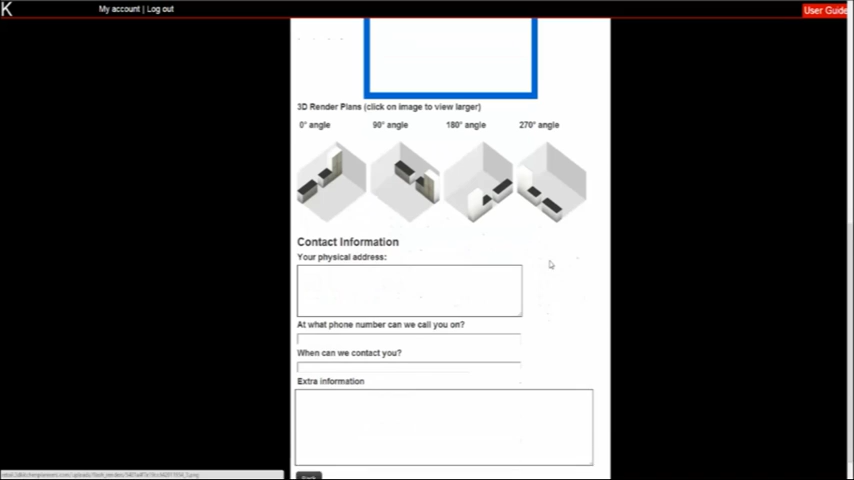 K
My account | Log out
User Guide
3D Render Plans (click on image to view larger)
0° angle
90° angle
180° angle
270° angle
Contact Information
Your physical address:
At what phone number can we call you on?
When can we contact you?
Extra information